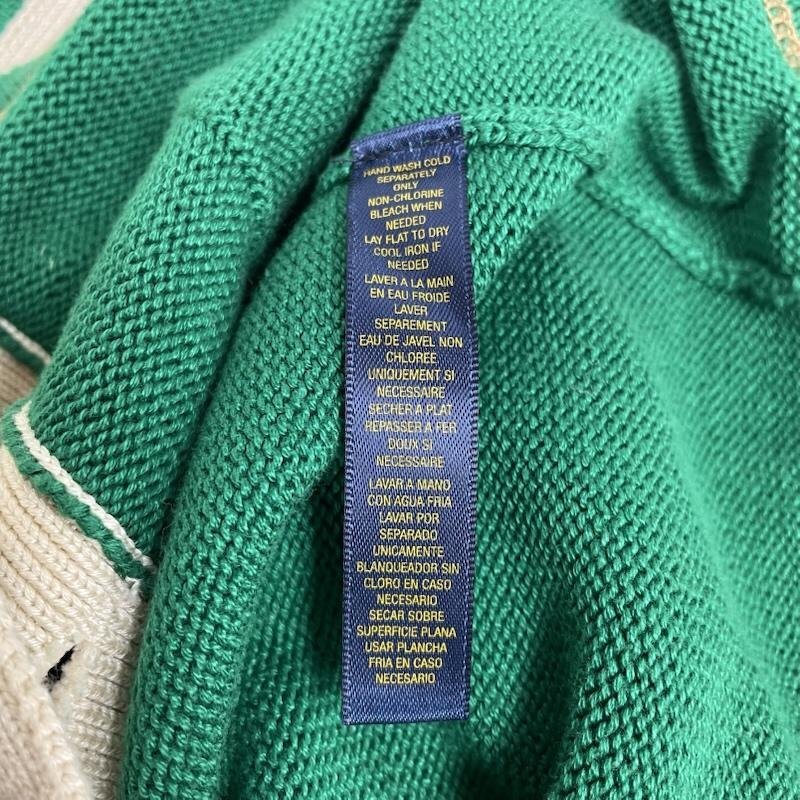 HAND WASH COLD
SEPARATELY
ONLY
NON-CHLORINE
BLEACH WHEN
NEEDED
LAY FLAT TO DRY
COOL IRON IF
NEEDED
LAVER A LA MAIN
EN EAU FROIDE
LAVER
SEPAREMENT
EAU DE JAVEL NON
CHLOREE
UNIQUEMENT SI
NECESSAIRE
SECHER A PLAT
REPASSER A FER
DOUX SI
NECESSAIRE
LAVAR A MANO
CON AGUA FRIA
LAVAR POR
SEPARADO
UNICAMENTE
BLANQUEADOR SIN
CLORO EN CASO
NECESARIO
SECAR SOBRE
SUPERFICIE PLANA
USAR PLANCHA
FRIA EN CASO
NECESARIO